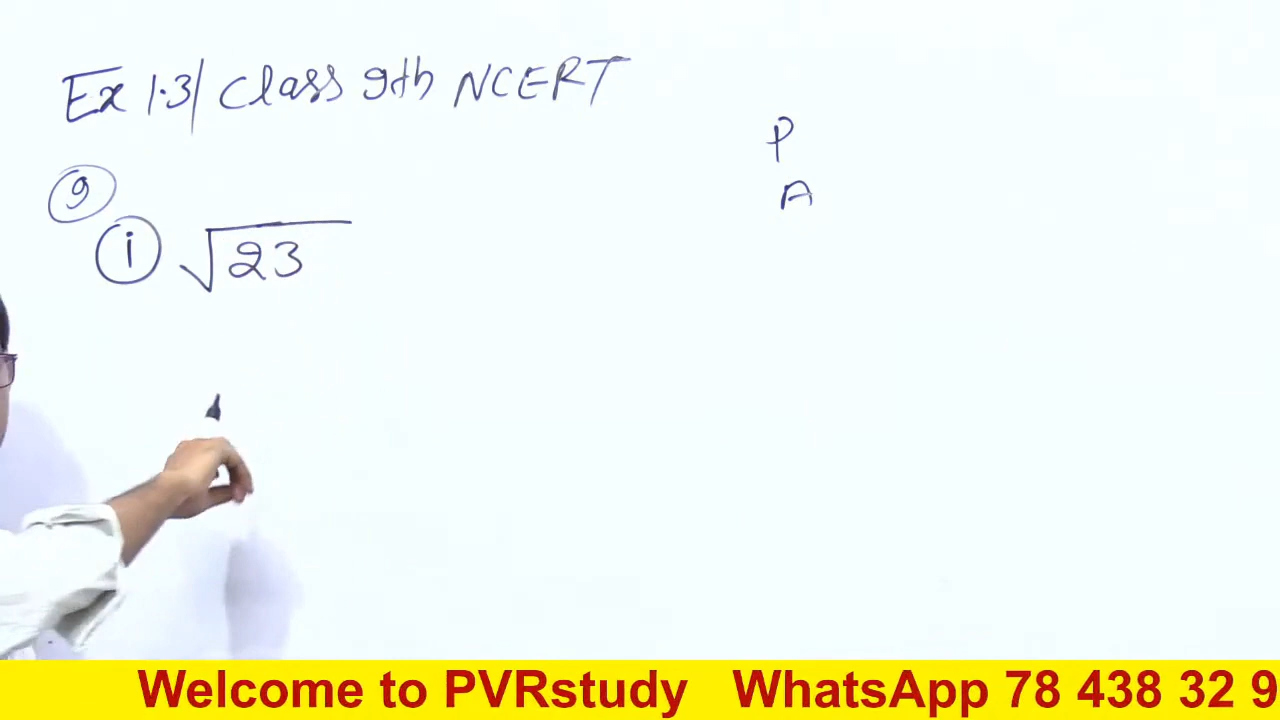 Ex 1.3| Class 9th NCERT
P
A
9
i √23
Welcome to PVRstudy WhatsApp 78 438 32 9